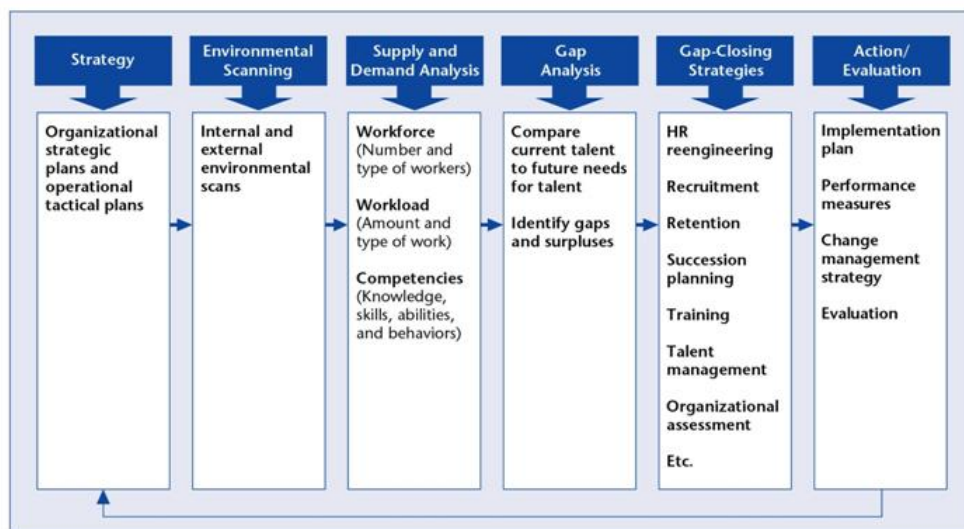 Strategy
Organizational
strategic
plans and
operational
tactical plans
Environmental
Scanning
Internal and
external
environmental
scans
Supply and
Demand Analysis
Workforce
(Number and
type of workers)
Workload
(Amount and
type of work)
Competencies
(Knowledge,
skills, abilities,
and behaviors)
Gap
Analysis
Compare
current talent
to future needs
for talent
Identify gaps
and surpluses
Gap-Closing
Strategies
HR
reengineering
Recruitment
Retention
Succession
planning
Training
Talent
management
Organizational
assessment
Etc.
Action/
Evaluation
Implementation
plan
Performance
measures
Change
management
strategy
Evaluation